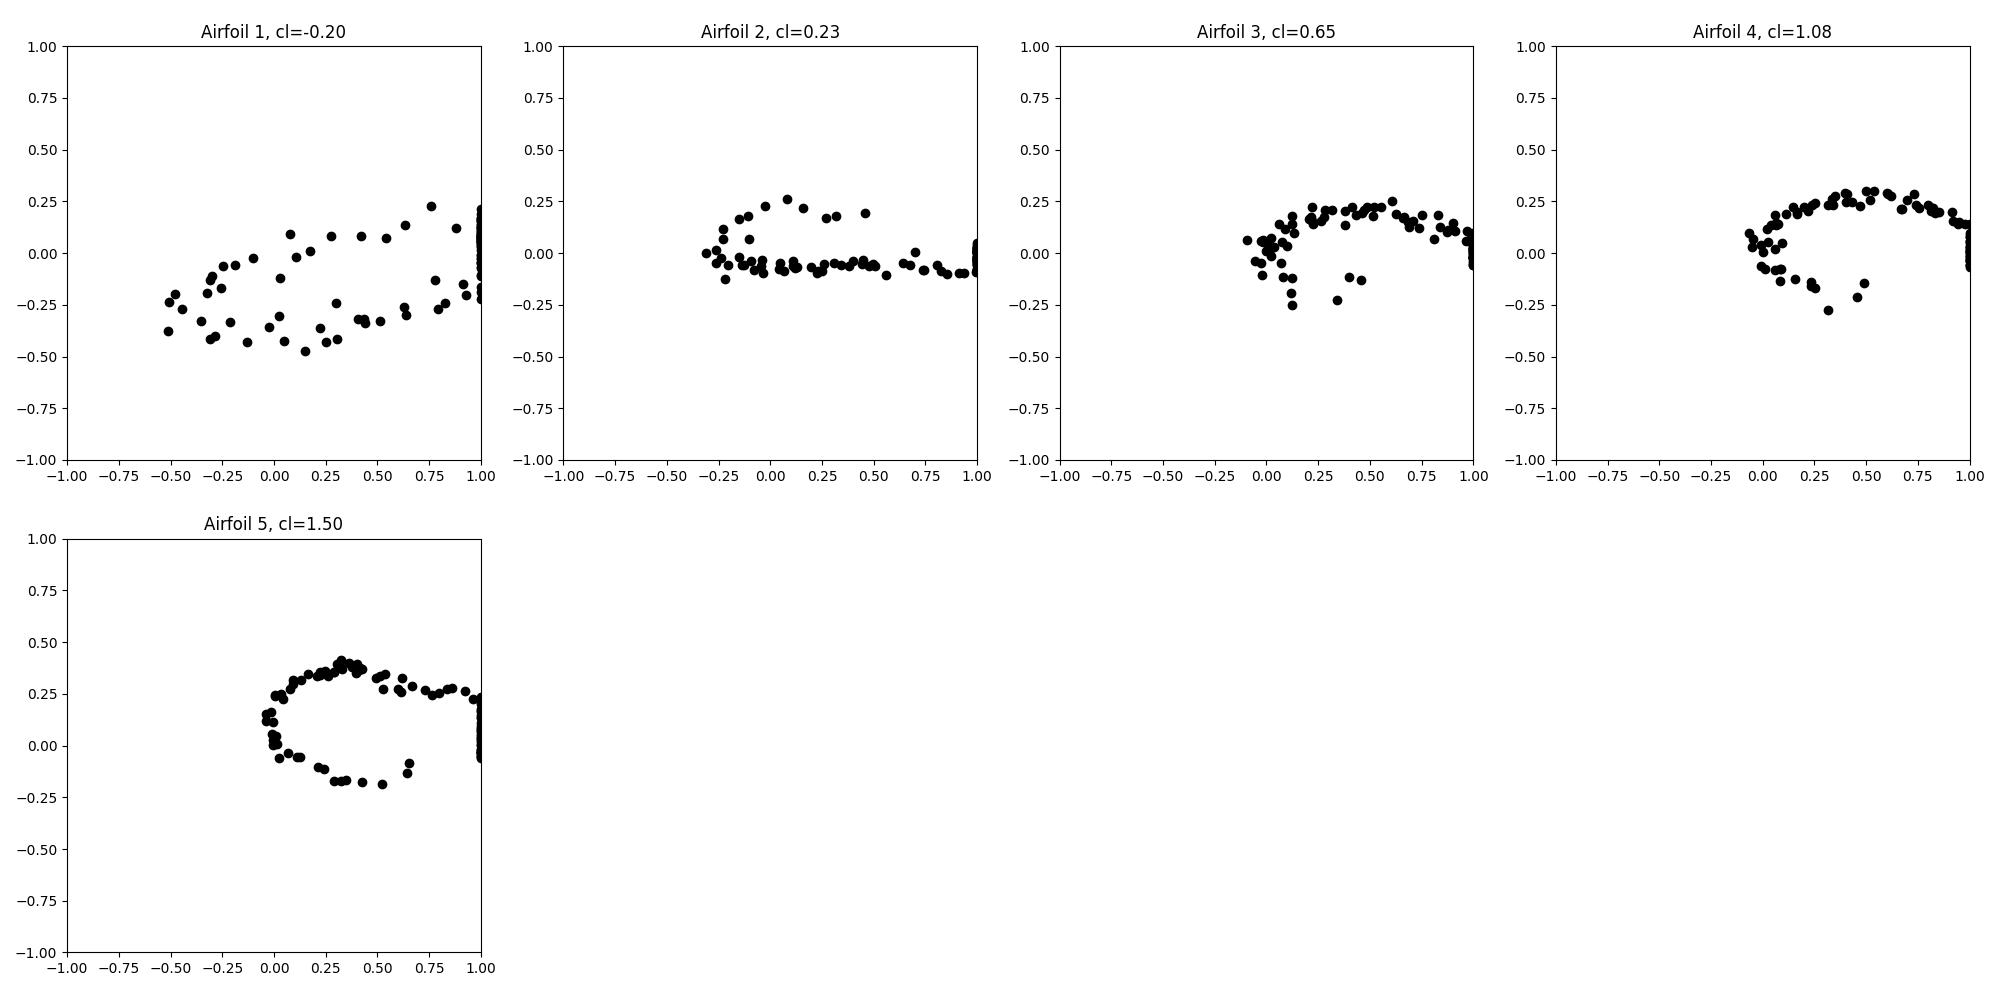 Airfoil 1, cl=-0.20
Airfoil 2, cl=0.23
Airfoil 3, cl=0.65
Airfoil 4, cl=1.08
1.00 1.00 1.00 1.00
0.75 0.75 0.75 0.75
0.50 0.50 0.50 0.50
0.25 0.25 0.25 0.25
0.00 0.00 0.00 0.00
−0.25 −0.25 −0.25 −0.25
−0.50 −0.50 −0.50 −0.50
−0.75 −0.75 −0.75 −0.75
−1.00 −1.00 −1.00 −1.00
−1.00 −0.75 −0.50 −0.25 0.00 0.25 0.50 0.75 1.00
−1.00 −0.75 −0.50 −0.25 0.00 0.25 0.50 0.75 1.00
−1.00 −0.75 −0.50 −0.25 0.00 0.25 0.50 0.75 1.00
−1.00 −0.75 −0.50 −0.25 0.00 0.25 0.50 0.75 1.00
Airfoil 5, cl=1.50
1.00
0.75
0.50
0.25
0.00
−0.25
−0.50
−0.75
−1.00
−1.00 −0.75 −0.50 −0.25 0.00 0.25 0.50 0.75 1.00